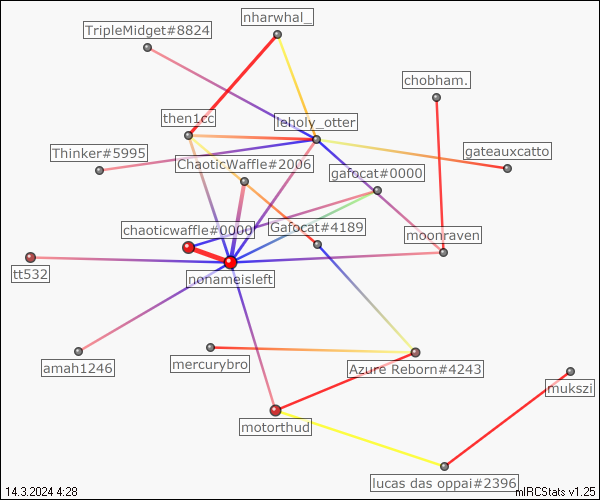 nharwhal_
TripleMidget#8824
chobham.
then1cc
leholy_otter
Thinker#5995
gateauxcatto
ChaoticWaffle#2006
gafocat#0000
chaoticwaffle#0000
Gafocat#4189
moonraven
tt532
nonameisleft
amah1246
mercurybro
Azure Reborn#4243
mukszi
motorthud
lucas das oppai#2396
14.3.2024 4:28
mIRCStats v1.25